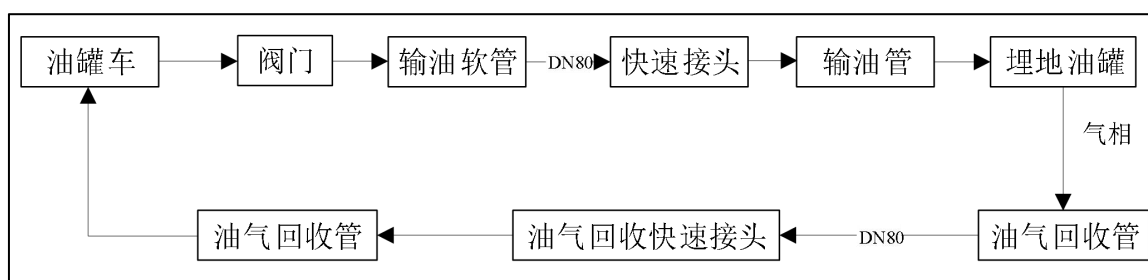 油罐车
阀门
输油软管
DN80
快速接头
输油管
埋地油罐
气相
油气回收管
油气回收快速接头
DN80
油气回收管